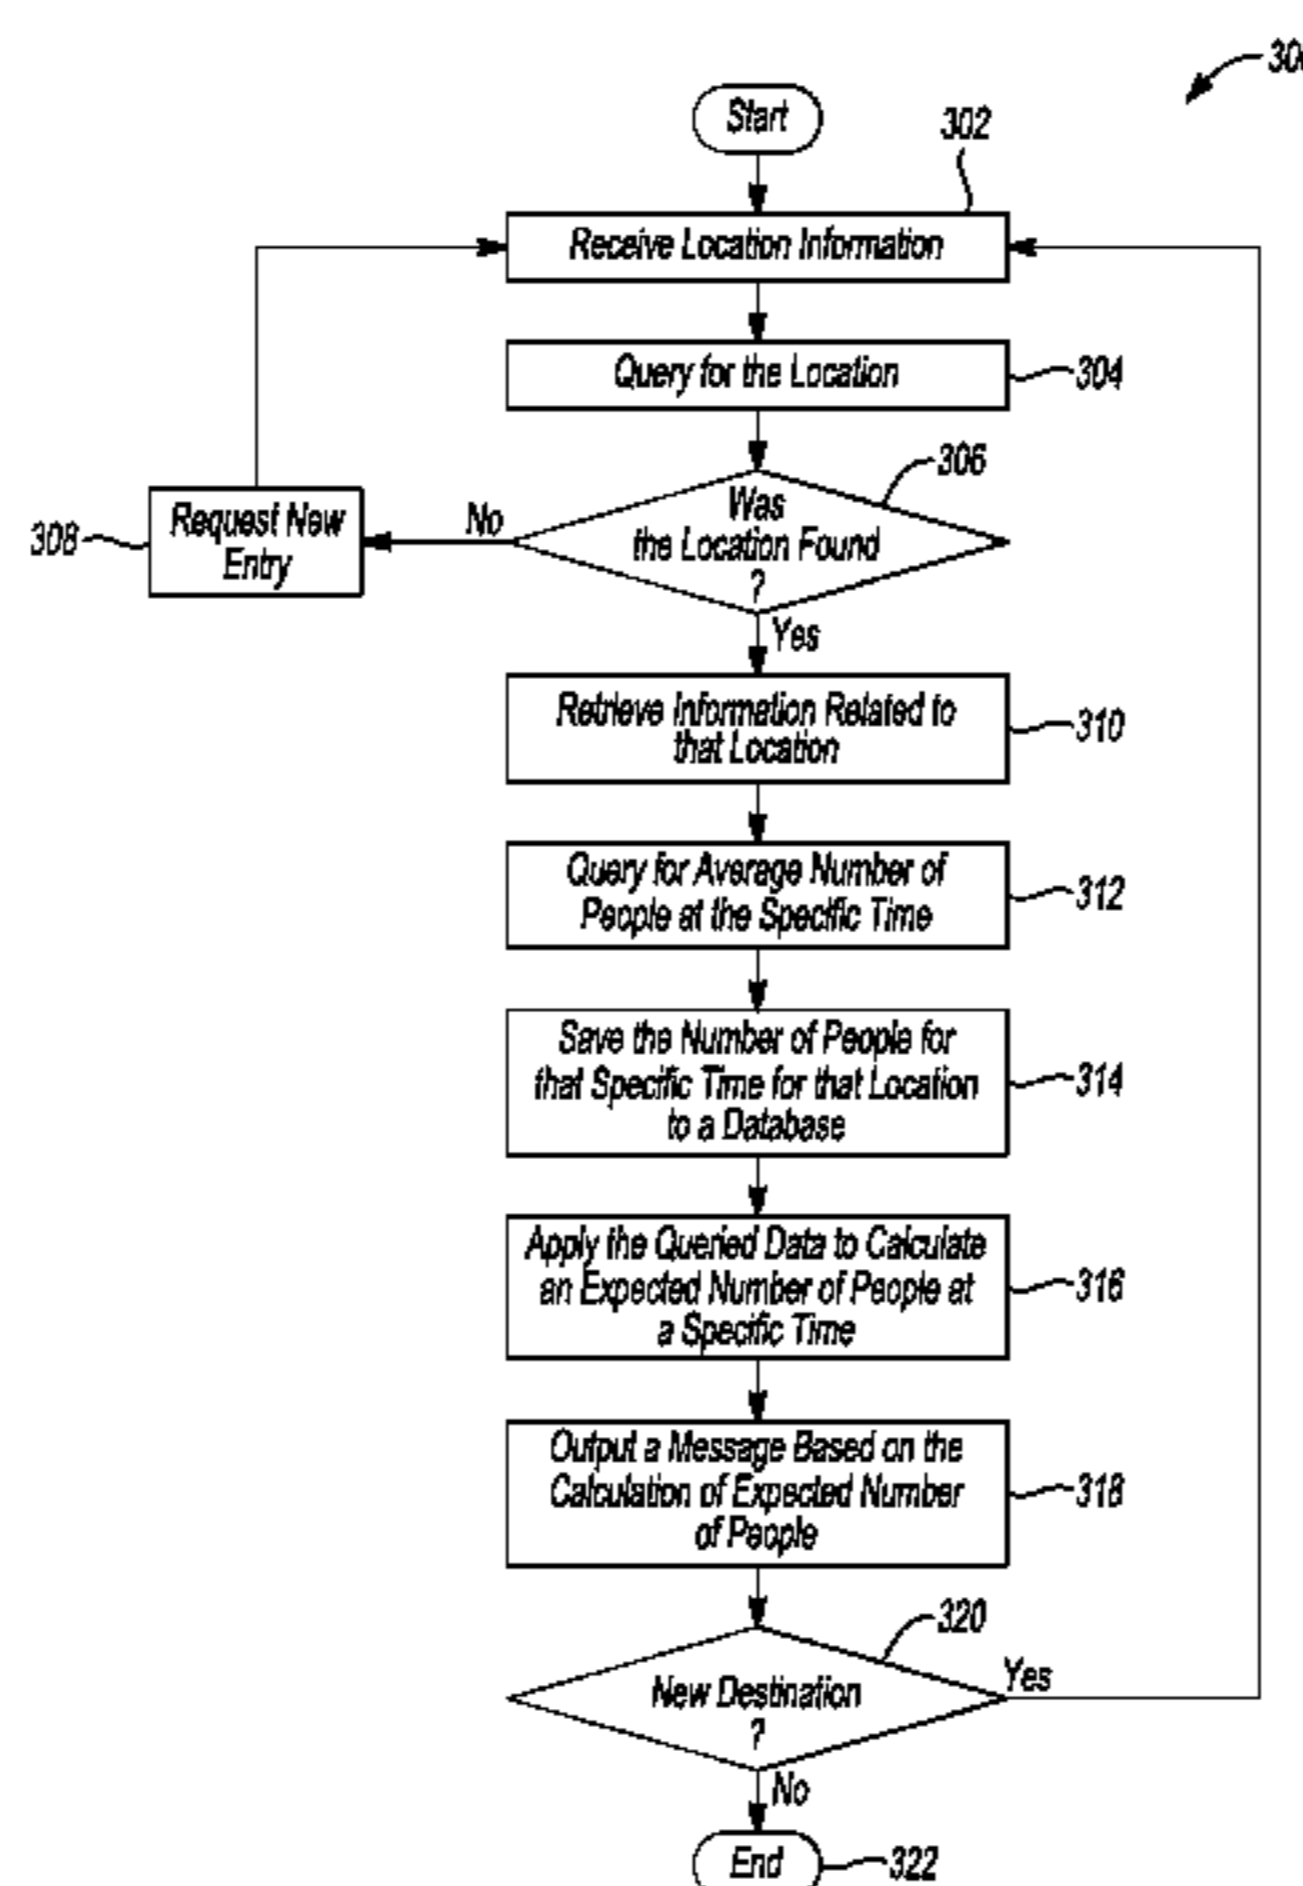 300
Start
302
Receive Location Information
Query for the Location
304
306
Was
the Location Found
?
No
Request New
Entry
308
Yes
Retrieve Information Related to
that Location
310
Query for Average Number of
People at the Specific Time
312
Save the Number of People for
that Specific Time for that Location
to a Database
314
Apply the Queried Data to Calculate
an Expected Number of People at
a Specific Time
316
Output a Message Based on the
Calculation of Expected Number
of People
318
320
New Destination
?
Yes
No
End
322